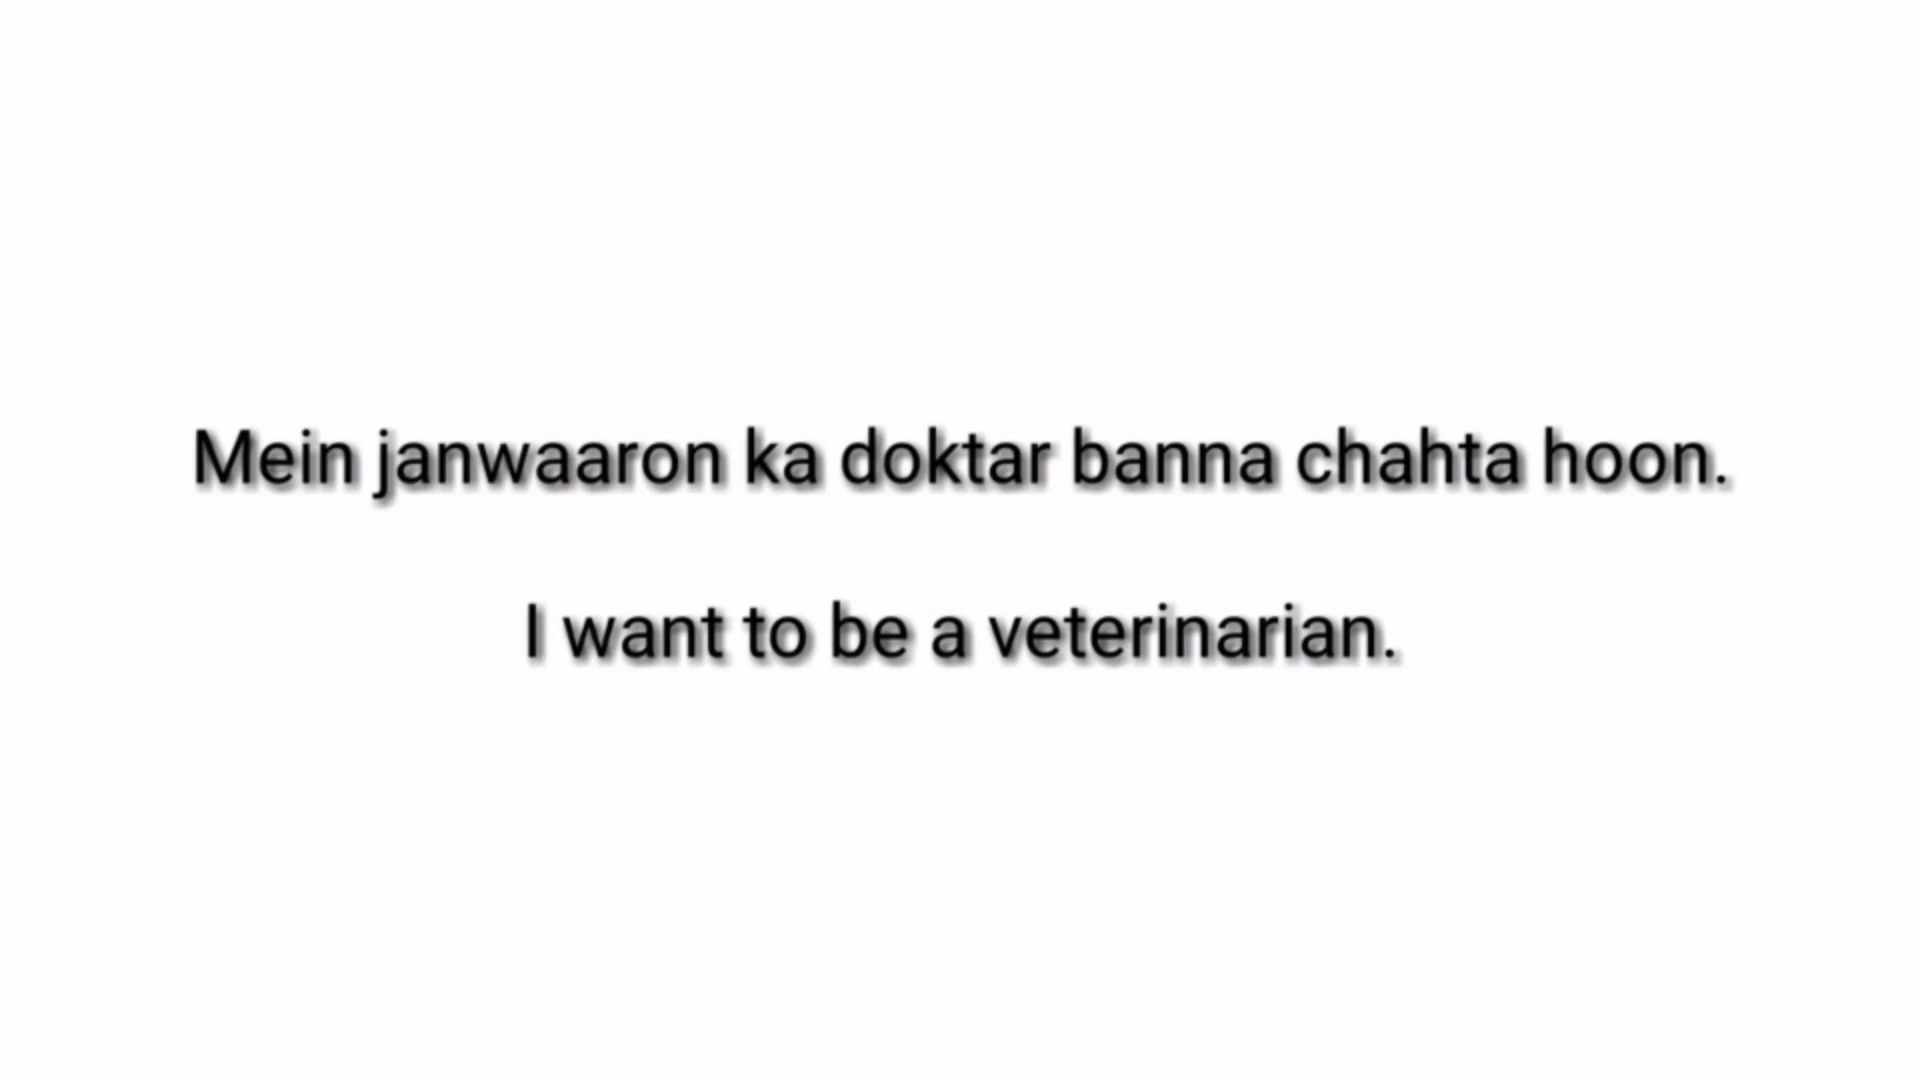 Mein janwaaron ka doktar banna chahta hoon.
I want to be a veterinarian.